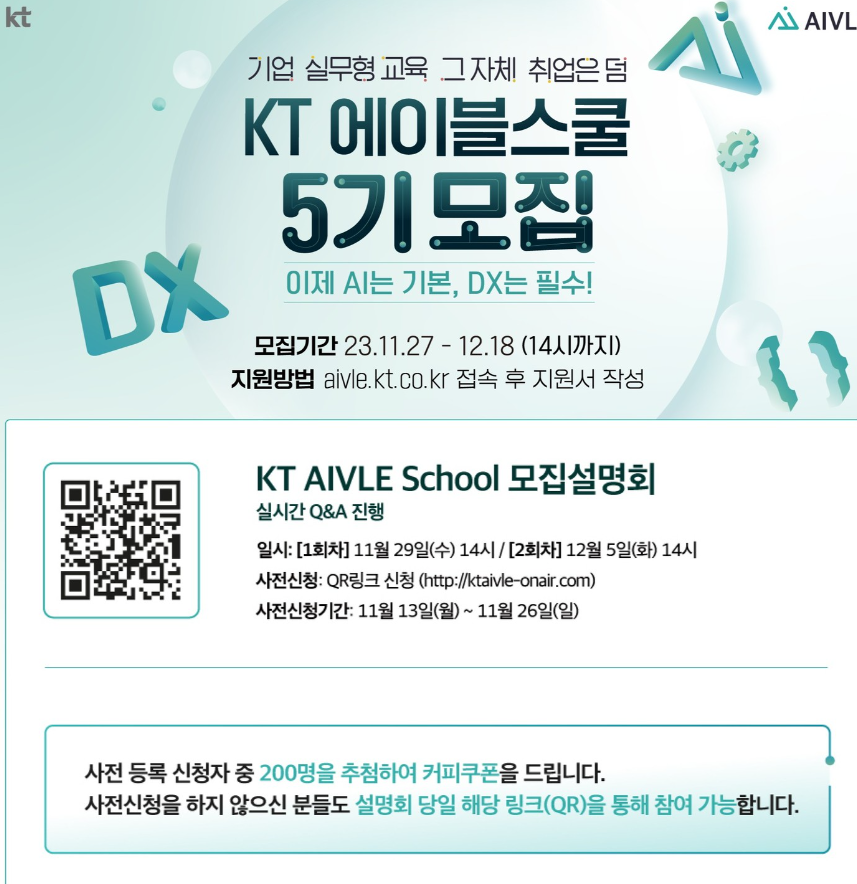 kt
AIVL
기업 실무형 교육 그 자체 취업은 덤
Ai
KT 에이블스쿨
5기 모집
DX
이제 AI는 기본, DX는 필수!
{ }
모집기간 23.11.27 - 12.18 (14시까지)
지원방법 aivle.kt.co.kr 접속 후 지원서 작성
KT AIVLE School 모집설명회
실시간 Q&A 진행
일시: [1회차] 11월 29일(수) 14시 / [2회차] 12월 5일(화) 14시
사전신청: QR링크 신청 (http://ktaivle-onair.com)
사전신청기간: 11월 13일(월) ~ 11월 26일(일)
사전 등록 신청자 중 200명을 추첨하여 커피쿠폰을 드립니다.
사전신청을 하지 않으신 분들도 설명회 당일 해당 링크(QR)을 통해 참여 가능합니다.